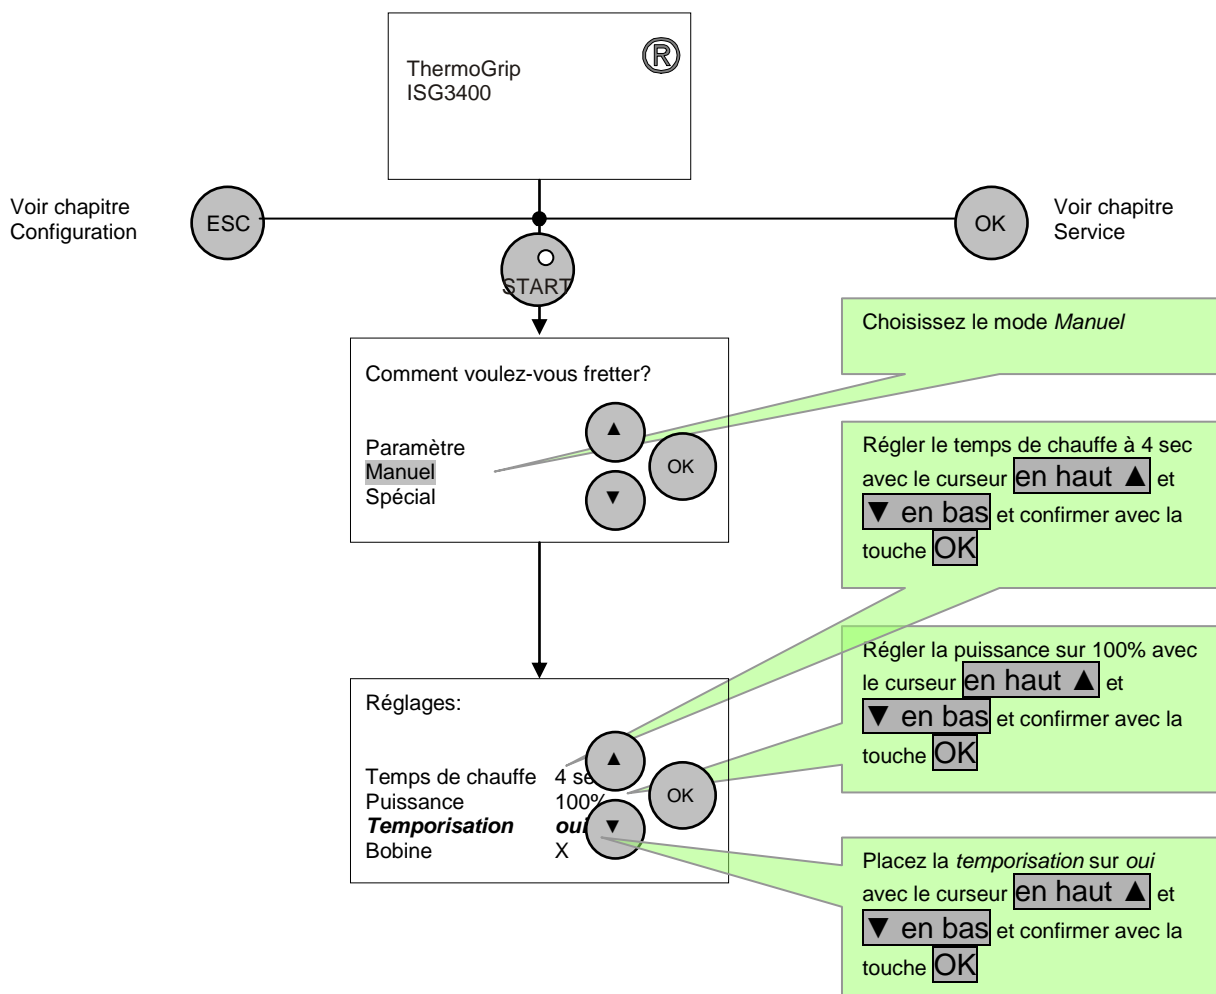 ThermoGrip ®
ISG3400
Voir chapitre
Configuration
ESC
OK
Voir chapitre
Service
START
Choisissez le mode Manuel
Comment voulez-vous fretter?
Paramètre
Manuel
Spécial
▲
OK
▼
Régler le temps de chauffe à 4 sec
avec le curseur en haut ▲ et
▼ en bas et confirmer avec la
touche OK
Régler la puissance sur 100% avec
le curseur en haut ▲ et
▼ en bas et confirmer avec la
touche OK
Réglages:
Temps de chauffe 4 se
Puissance 100%
Temporisation oui
Bobine X
▲
OK
▼
Placez la temporisation sur oui
avec le curseur en haut ▲ et
▼ en bas et confirmer avec la
touche OK